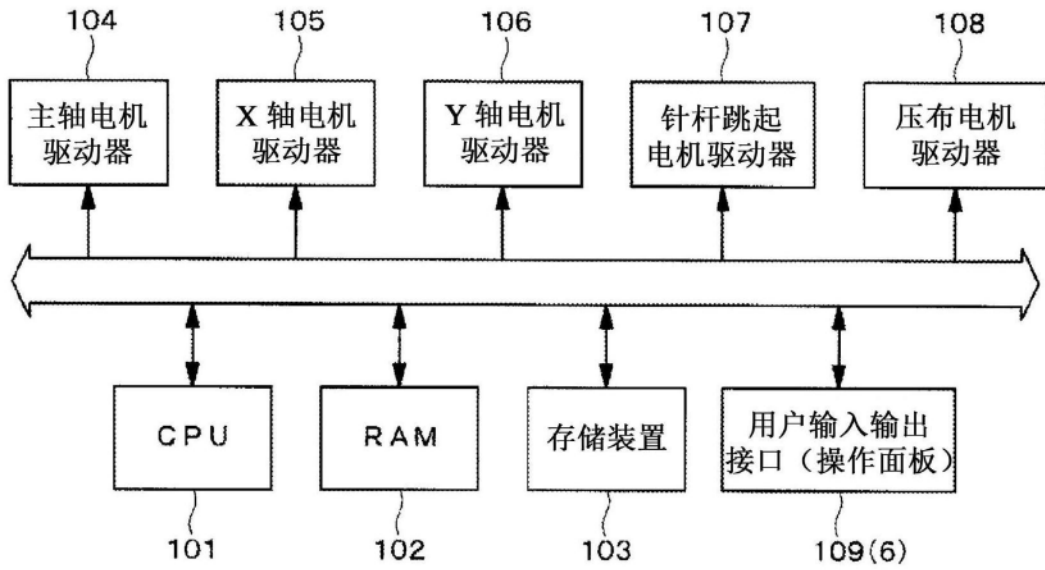 104
105
106
107
108
主轴电机
驱动器
X 轴电机
驱动器
Y 轴电机
驱动器
针杆跳起
电机驱动器
压布电机
驱动器
CPU
RAM
存储装置
用户输入输出
接口（操作面板）
101
102
103
109(6)